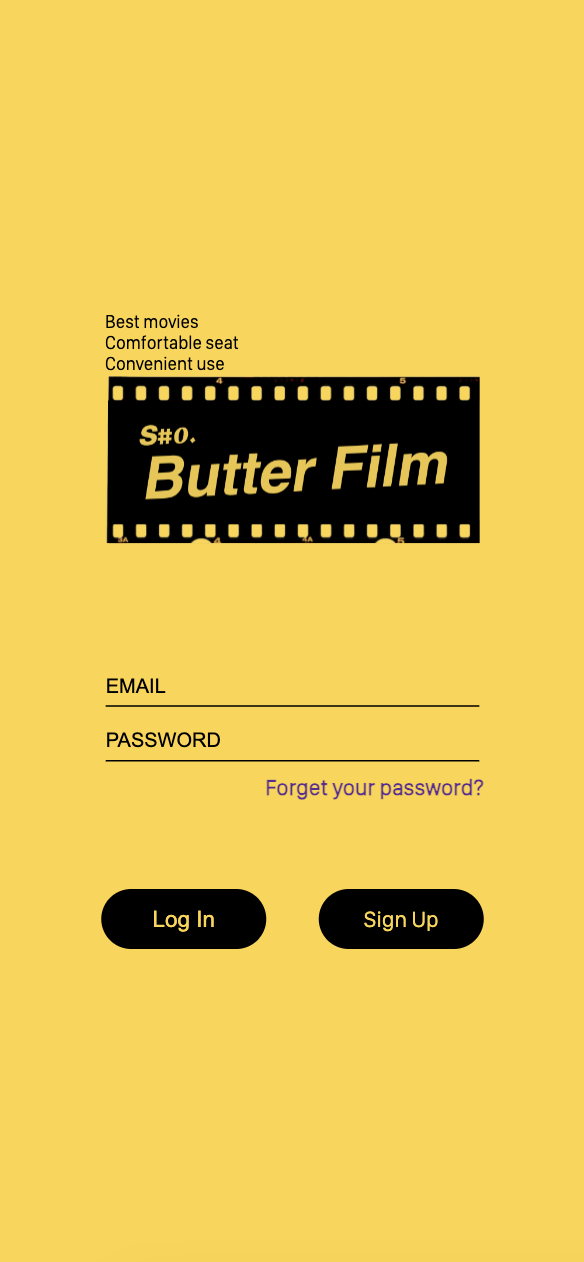 Best movies
Comfortable seat
Convenient use
4 5
S#0.
Butter Film
3A 4 4A 5
EMAIL
PASSWORD
Forget your password?
Log In
Sign Up